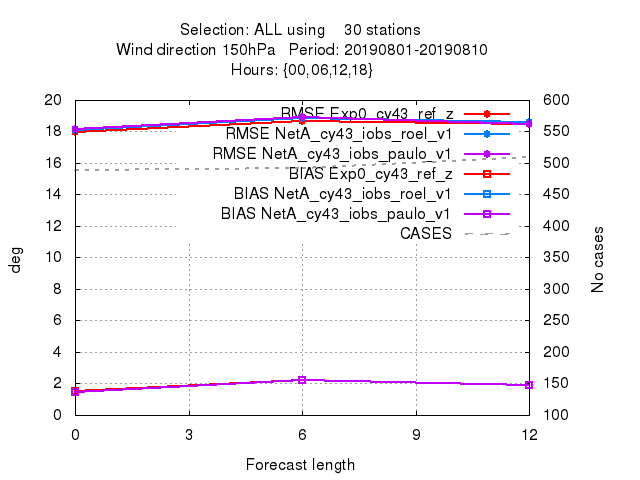 Selection: ALL using 30 stations
Wind direction 150hPa Period: 20190801-20190810
Hours: {00,06,12,18}
20 600
RMSE Exp0_cy43_ref_z
18 550
RMSE NetA_cy43_iobs_roel_v1
RMSE NetA_cy43_iobs_paulo_v1
16 500
BIAS Exp0_cy43_ref_z
14 450
BIAS NetA_cy43_iobs_roel_v1
BIAS NetA_cy43_iobs_paulo_v1
12 400
CASES
10 350
deg
No cases
8 300
6 250
4 200
2 150
0 100
0 3 6 9 12
Forecast length